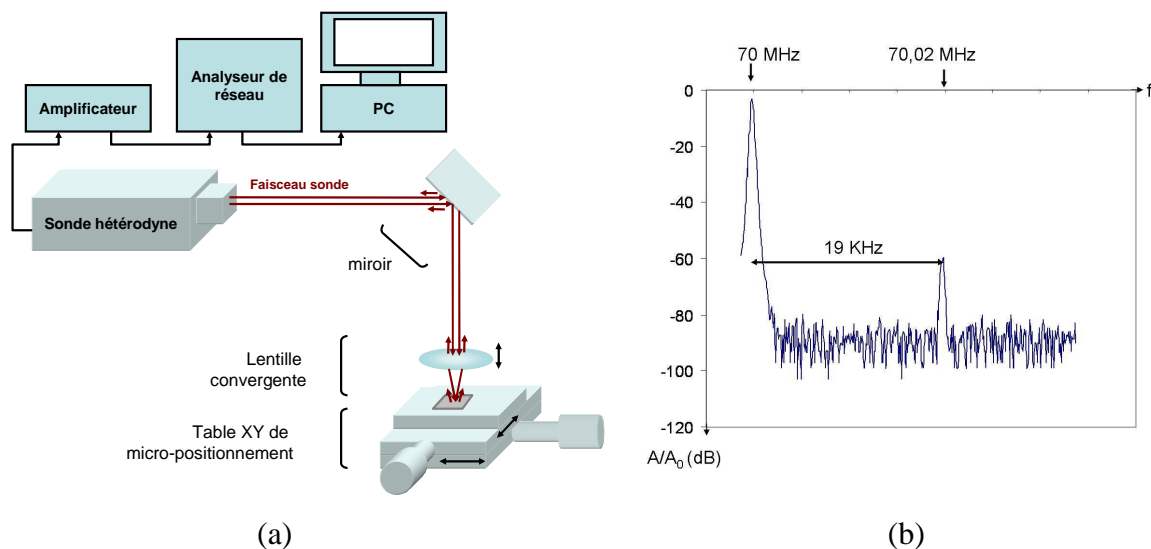 Amplificateur
Analyseur de
réseau
PC
Faisceau sonde
Sonde hétérodyne
miroir
Lentille
convergente
Table XY de
micro-positionnement
(a)
70 MHz
70,02 MHz
0
f
-20
-40
19 KHz
-60
-80
-100
-120
A/A₀ (dB)
(b)